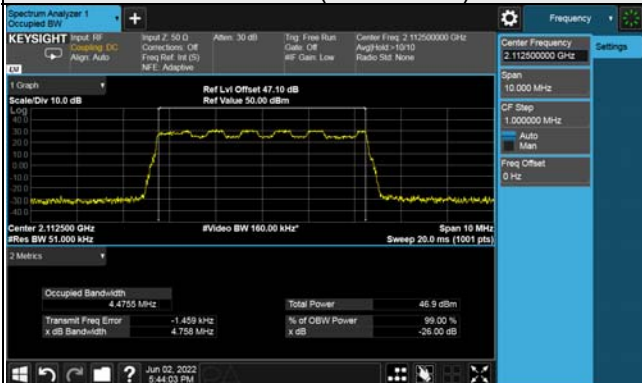 Spectrum Analyzer 1
Occupied BW
+
Frequency
KEYSIGHT
Input: RF
Coupling: DC
Align: Auto
Input Z: 50 Ω
Corrections: Off
Freq Ref: Int (S)
NFE: Adaptive
Atten: 30 dB
Trig: Free Run
Gate: Off
#IF Gain: Low
Center Freq: 2.112500000 GHz
Avg|Hold:>10/10
Radio Std: None
LXI
Center Frequency
2.112500000 GHz
Settings
Span
10.000 MHz
CF Step
1.000000 MHz
Auto
Man
Freq Offset
0 Hz
1 Graph
Scale/Div 10.0 dB
Ref Lvl Offset 47.10 dB
Ref Value 50.00 dBm
Log
40.0
30.0
20.0
10.0
0.00
-10.0
-20.0
-30.0
-40.0
Center 2.112500 GHz
#Res BW 51.000 kHz
#Video BW 160.00 kHz*
Span 10 MHz
Sweep 20.0 ms (1001 pts)
2 Metrics
Occupied Bandwidth
4.4755 MHz
Total Power
46.9 dBm
Transmit Freq Error
-1.459 kHz
% of OBW Power
99.00 %
x dB Bandwidth
4.758 MHz
x dB
-26.00 dB
?
Jun 02, 2022
5:44:03 PM